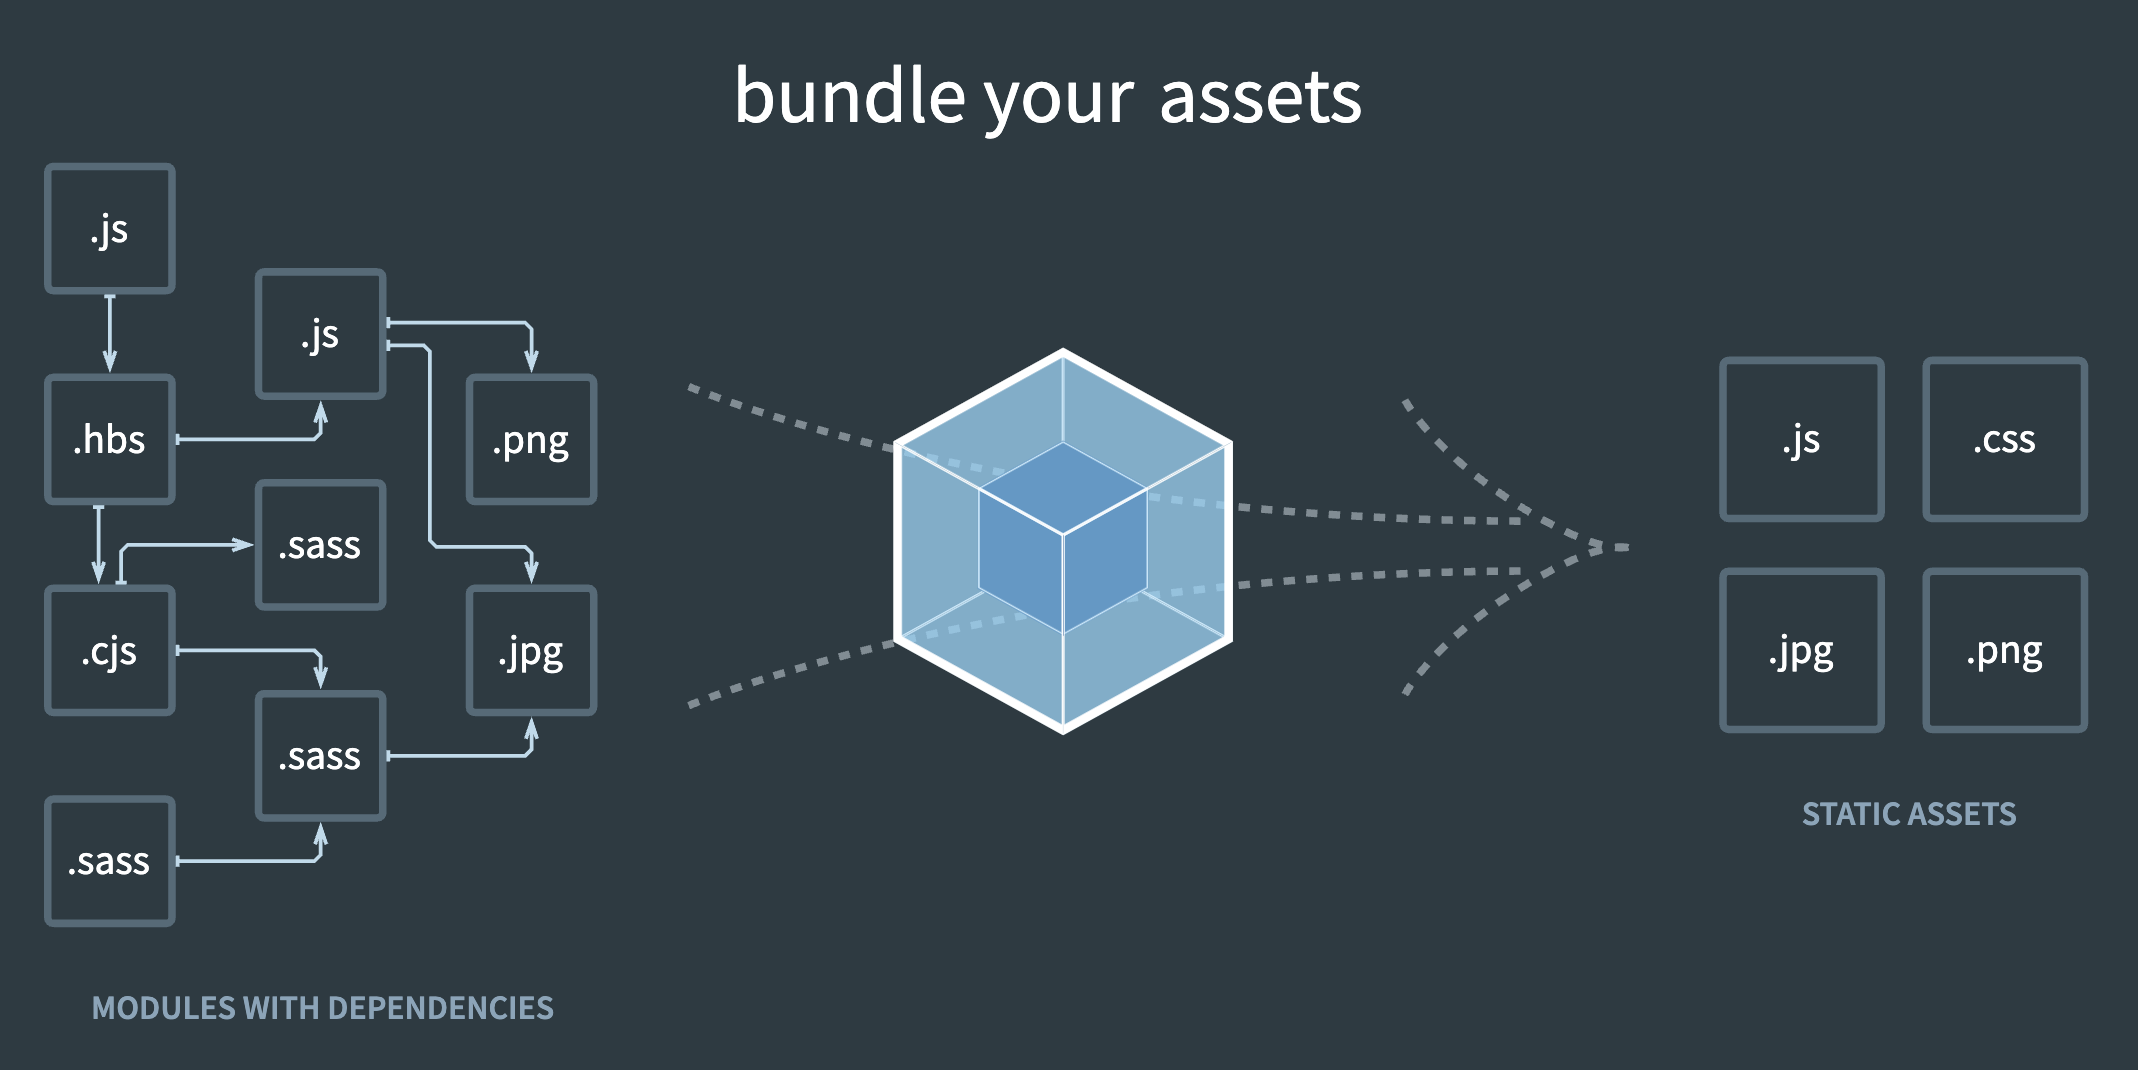 bundle your assets
.js
.js
.hbs
.png
.sass
.cjs
.jpg
.sass
.sass
MODULES WITH DEPENDENCIES
.js
.css
.jpg
.png
STATIC ASSETS